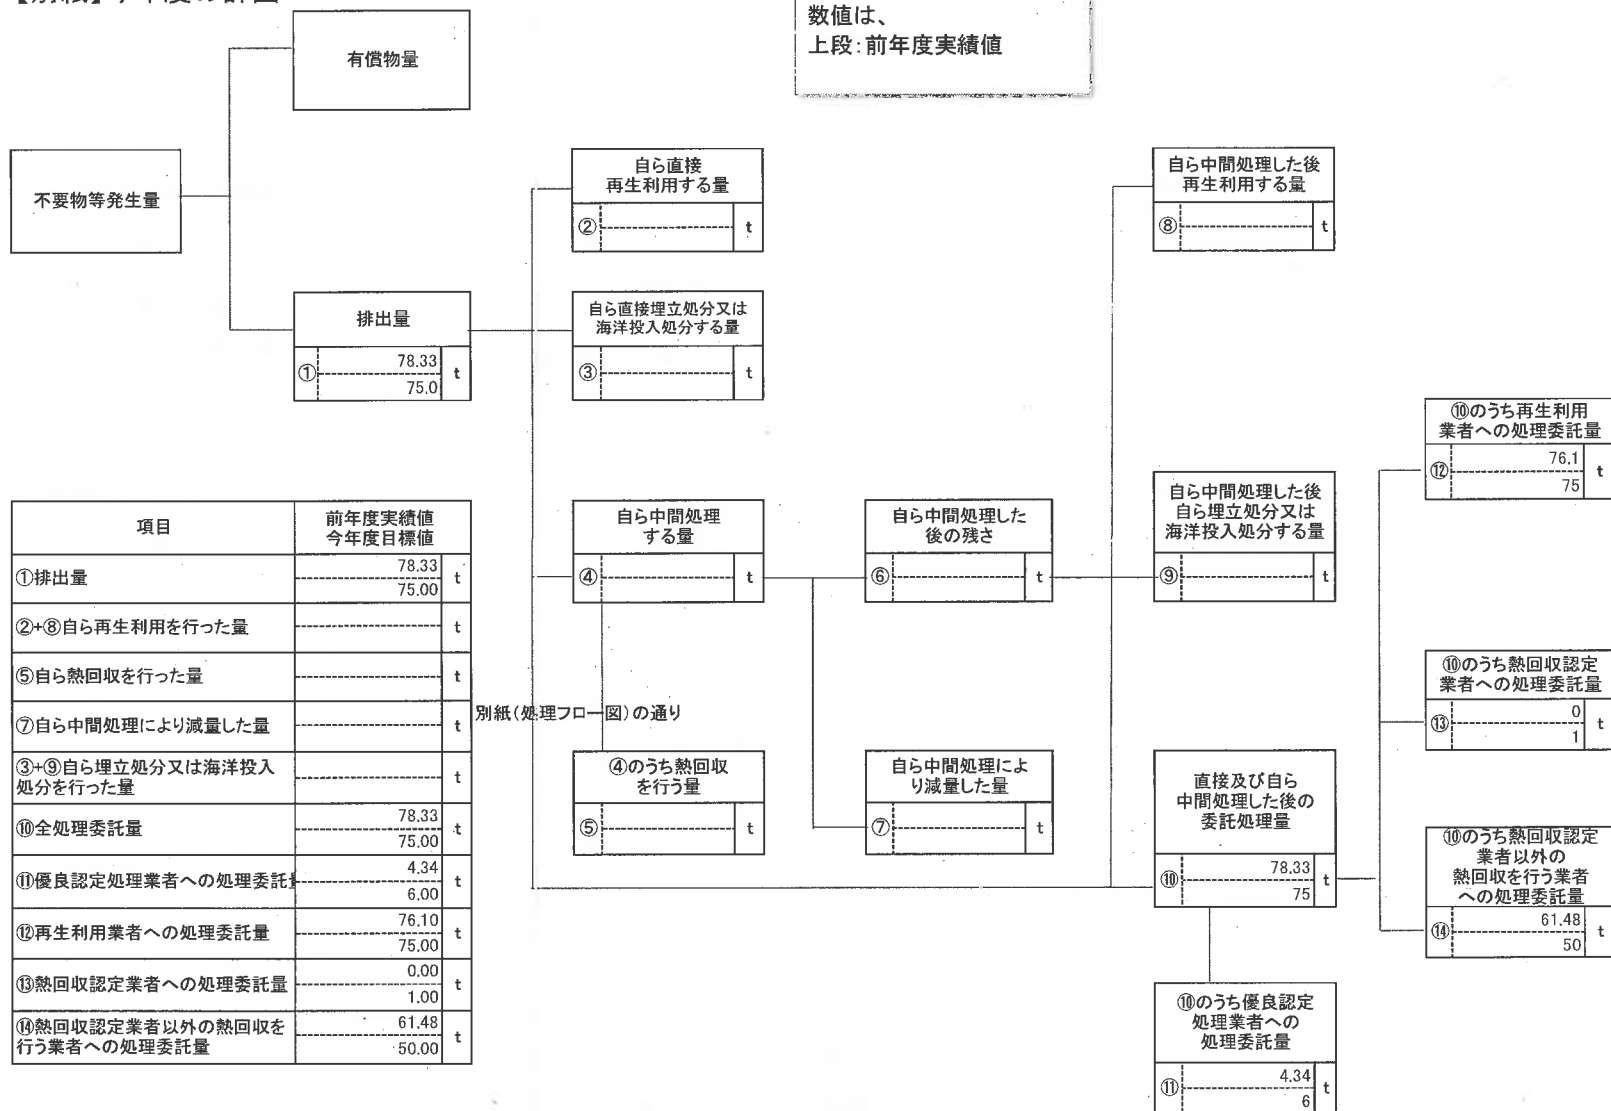 数値は、
上段：前年度実績値
有償物量
不要物等発生量
排出量
① 78.33 t
75.0
自ら直接
再生利用する量
② t
自ら直接埋立処分又は
海洋投入処分する量
③ t
自ら中間処理した後
再生利用する量
⑧ t
自ら中間処理
する量
④ t
自ら中間処理した
後の残さ
⑥ t
自ら中間処理した後
自ら埋立処分又は
海洋投入処分する量
⑨ t
⑩のうち再生利用
業者への処理委託量
⑫ 76.1 t
75
⑩のうち熱回収認定
業者への処理委託量
⑬ 0 t
1
別紙（処理フロー図）の通り
④のうち熱回収
を行う量
⑤ t
自ら中間処理によ
り減量した量
⑦ t
直接及び自ら
中間処理した後の
委託処理量
⑩ 78.33 t
75
⑩のうち熱回収認定
業者以外の
熱回収を行う業者
への処理委託量
⑭ 61.48 t
50
⑩のうち優良認定
処理業者への
処理委託量
⑪ 4.34 t
6
項目
前年度実績値
今年度目標値
①排出量 78.33 t
75.00
②+⑧自ら再生利用を行った量 t
⑤自ら熱回収を行った量 t
⑦自ら中間処理により減量した量 t
③+⑨自ら埋立処分又は海洋投入
処分を行った量 t
⑩全処理委託量 78.33 t
75.00
⑪優良認定処理業者への処理委託 4.34 t
6.00
⑫再生利用業者への処理委託量 76.10 t
75.00
⑬熱回収認定業者への処理委託量 0.00 t
1.00
⑭熱回収認定業者以外の熱回収を
行う業者への処理委託量 61.48 t
50.00